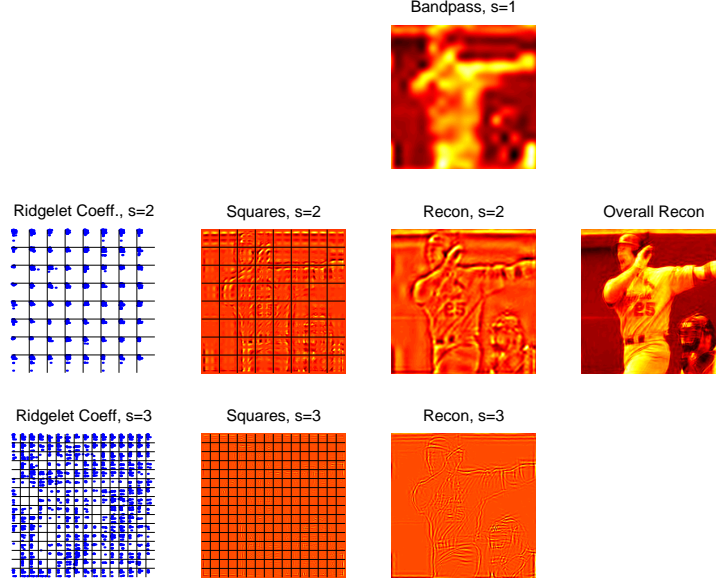 Bandpass, s=1
Ridgelet Coeff., s=2
Squares, s=2
Recon, s=2
Overall Recon
25
25
Ridgelet Coeff, s=3
Squares, s=3
Recon, s=3